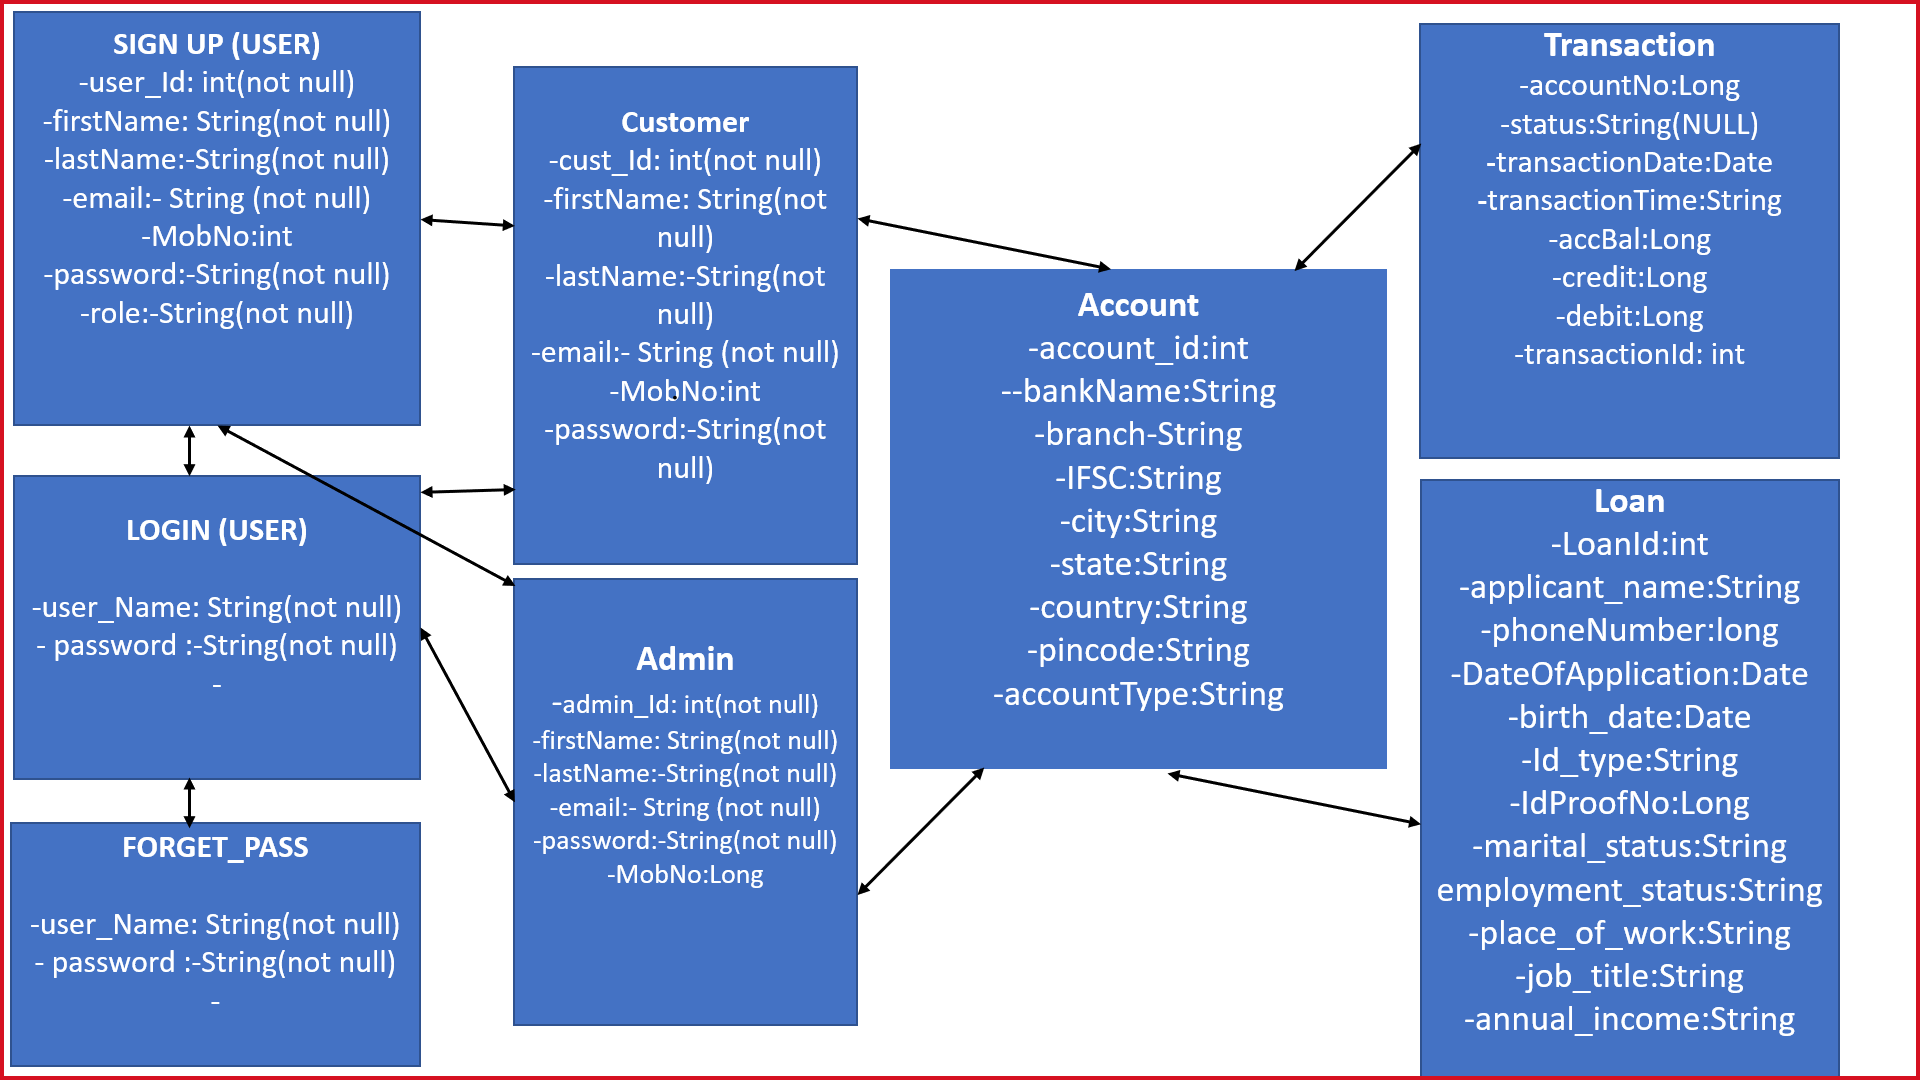 SIGN UP (USER)
-user_Id: int(not null)
-firstName: String(not null)
-lastName:-String(not null)
-email:- String (not null)
-MobNo:int
-password:-String(not null)
-role:-String(not null)
LOGIN (USER)
-user_Name: String(not null)
- password :-String(not null)
-
FORGET_PASS
-user_Name: String(not null)
- password :-String(not null)
-
Customer
-cust_Id: int(not null)
-firstName: String(not
null)
-lastName:-String(not
null)
-email:- String (not null)
-MobNo:int
-password:-String(not
null)
Admin
-admin_Id: int(not null)
-firstName: String(not null)
-lastName:-String(not null)
-email:- String (not null)
-password:-String(not null)
-MobNo:Long
Account
-account_id:int
--bankName:String
-branch-String
-IFSC:String
-city:String
-state:String
-country:String
-pincode:String
-accountType:String
Transaction
-accountNo:Long
-status:String(NULL)
-transactionDate:Date
-transactionTime:String
-accBal:Long
-credit:Long
-debit:Long
-transactionId: int
Loan
-LoanId:int
-applicant_name:String
-phoneNumber:long
-DateOfApplication:Date
-birth_date:Date
-Id_type:String
-IdProofNo:Long
-marital_status:String
employment_status:String
-place_of_work:String
-job_title:String
-annual_income:String